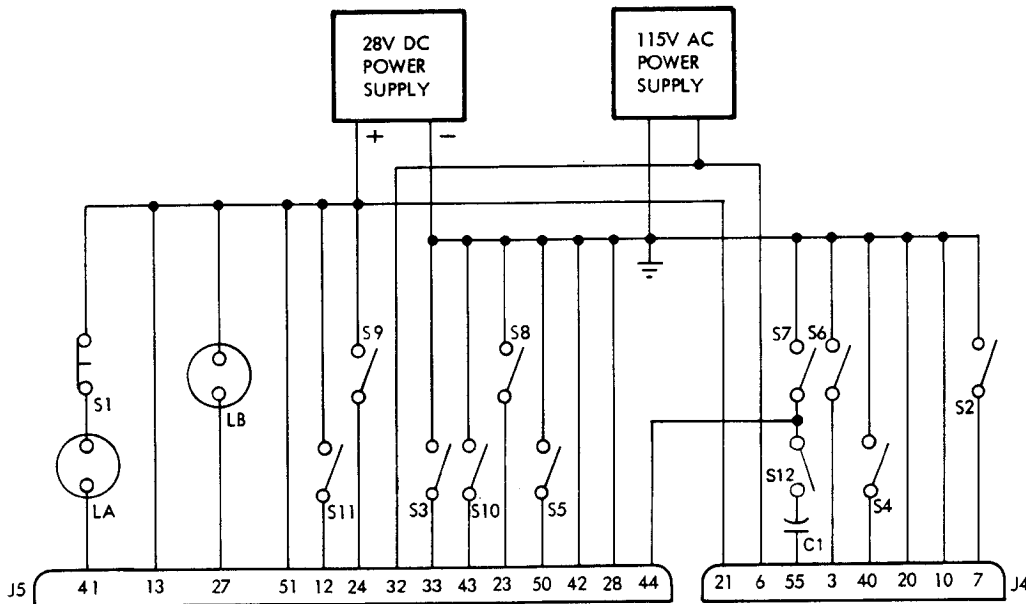 28V DC
POWER
SUPPLY
115V AC
POWER
SUPPLY
+ −
S9
S8
S7 S6
S1
LB
S2
LA
S11
S3
S10
S5
S12
S4
C1
J5 41 13 27 51 12 24 32 33 43 23 50 42 28 44
21 6 55 3 40 20 10 7 J4